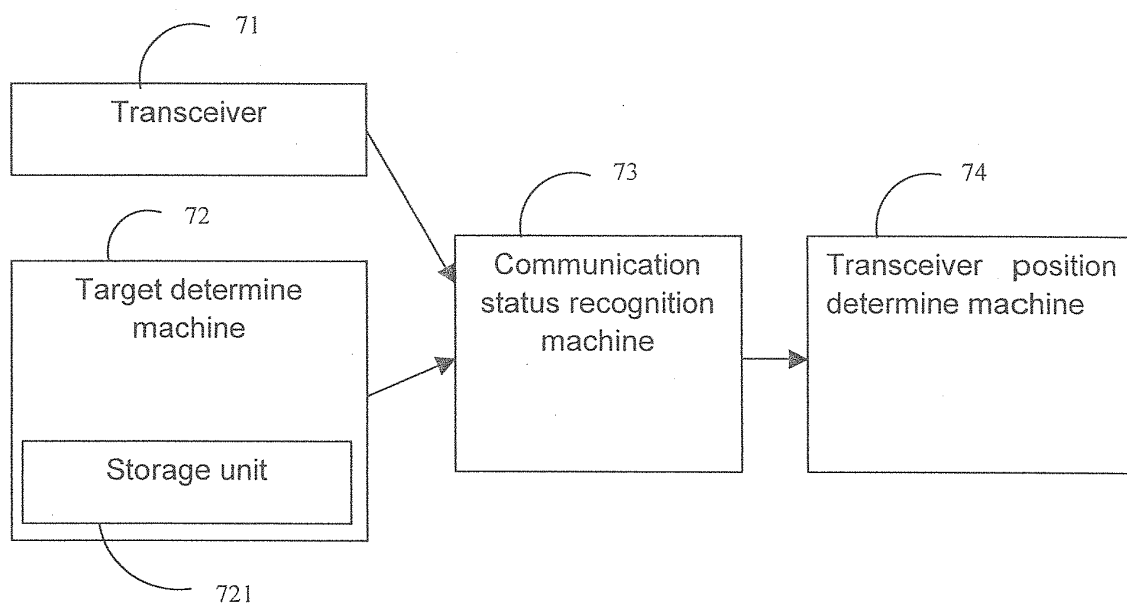 71
Transceiver
72
Target determine
machine
Storage unit
721
73
Communication
status recognition
machine
74
Transceiver position
determine machine